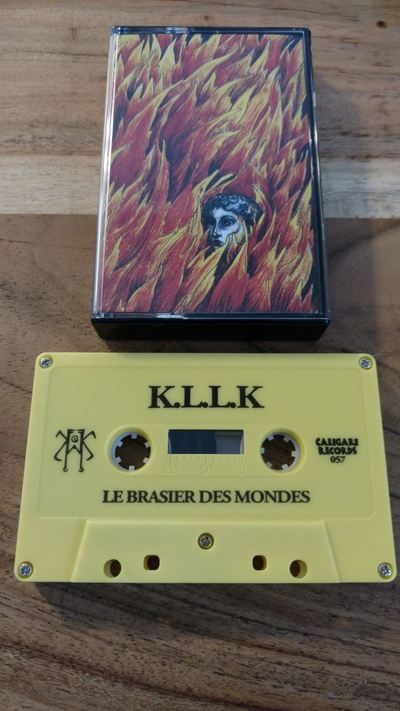 K.L.L.K
CALIGARI
RECORDS
057
100 50 0
LE BRASIER DES MONDES